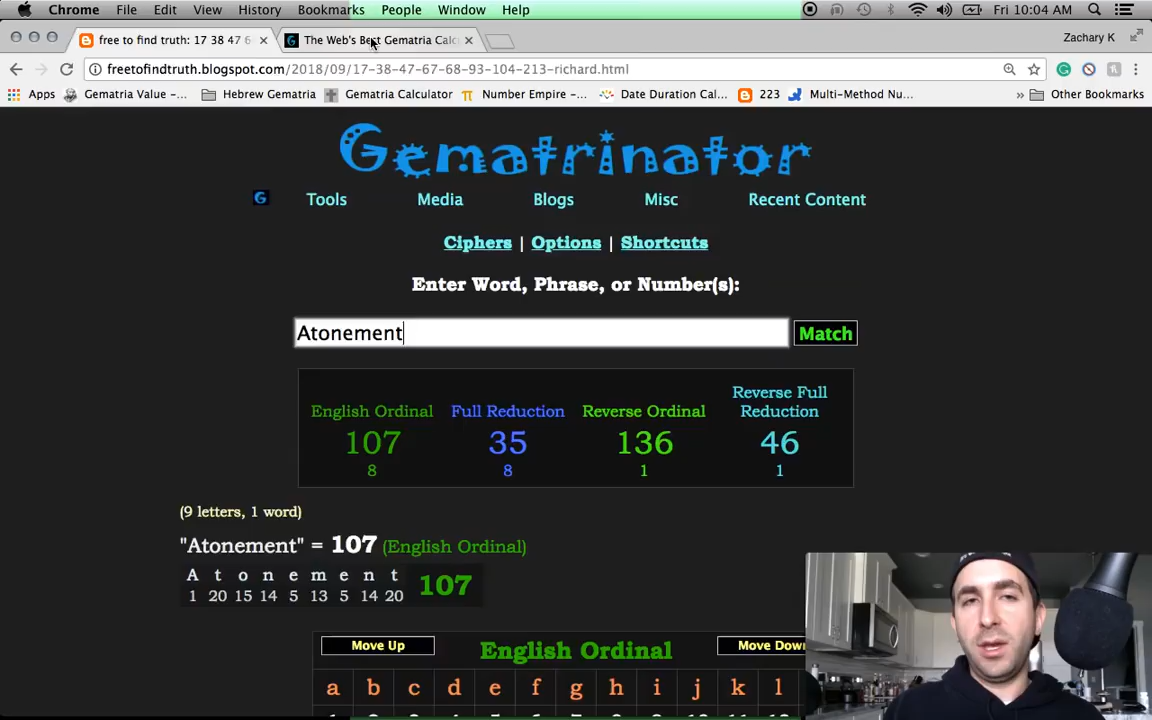 Chrome File Edit View History Bookmarks People Window Help Fri 10:04 AM
free to find truth: 17 38 47 6 The Web's Best Gematria Calc Zachary K
freetofindtruth.blogspot.com/2018/09/17-38-47-67-68-93-104-213-richard.html
Apps Gematria Value -... Hebrew Gematria Gematria Calculator Number Empire -... Date Duration Cal... 223 Multi-Method Nu... » Other Bookmarks
Gematrinator
G Tools Media Blogs Misc Recent Content
Ciphers | Options | Shortcuts
Enter Word, Phrase, or Number(s):
Atonement Match
English Ordinal Full Reduction Reverse Ordinal Reverse Full Reduction
107 35 136 46
8 8 1 1
(9 letters, 1 word)
"Atonement" = 107 (English Ordinal)
A t o n e m e n t 107
1 20 15 14 5 13 5 14 20
Move Up English Ordinal Move Down
a b c d e f g h i j k l